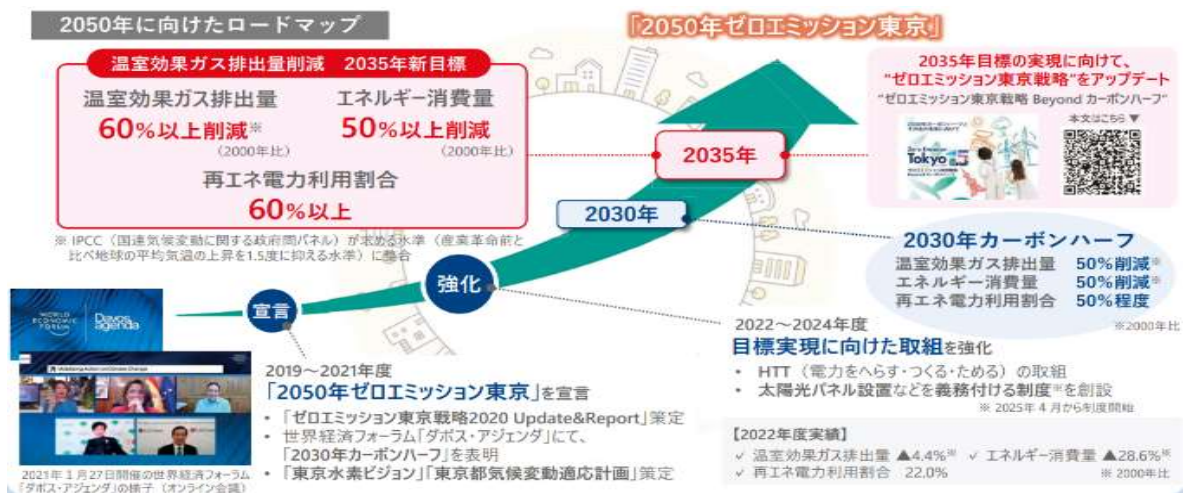 2050年に向けたロードマップ
「2050年ゼロエミッション東京」
温室効果ガス排出量削減 2035年新目標
温室効果ガス排出量
60%以上削減※
(2000年比)
エネルギー消費量
50%以上削減
(2000年比)
再エネ電力利用割合
60%以上
※ IPCC（国連気候変動に関する政府間パネル）が求める水準（産業革命前と
比べ地球の平均気温の上昇を1.5度に抑える水準）に整合
2035年目標の実現に向けて、
“ゼロエミッション東京戦略”をアップデート
“ゼロエミッション東京戦略 Beyond カーボンハーフ”
本文はこちら ▼
Zero Emission
Tokyo
Beyond カーボンハーフ
2035年
2030年
強化
宣言
2030年カーボンハーフ
温室効果ガス排出量 50%削減※
エネルギー消費量 50%削減※
再エネ電力利用割合 50%程度
※2000年比
WORLD
ECONOMIC
FORUM
Davos
agenda
Mobilizing Action on Climate Change
2021年1月27日開催の世界経済フォーラム
「ダボス・アジェンダ」の様子（オンライン会議）
2019～2021年度
「2050年ゼロエミッション東京」を宣言
• 「ゼロエミッション東京戦略2020 Update&Report」策定
• 世界経済フォーラム「ダボス・アジェンダ」にて、
「2030年カーボンハーフ」を表明
• 「東京水素ビジョン」「東京都気候変動適応計画」策定
2022～2024年度
目標実現に向けた取組を強化
• HTT（電力をへらす・つくる・ためる）の取組
• 太陽光パネル設置などを義務付ける制度※を創設
※ 2025年4月から制度開始
【2022年度実績】
✓ 温室効果ガス排出量 ▲4.4%※ ✓ エネルギー消費量 ▲28.6%※
✓ 再エネ電力利用割合 22.0%
※ 2000年比